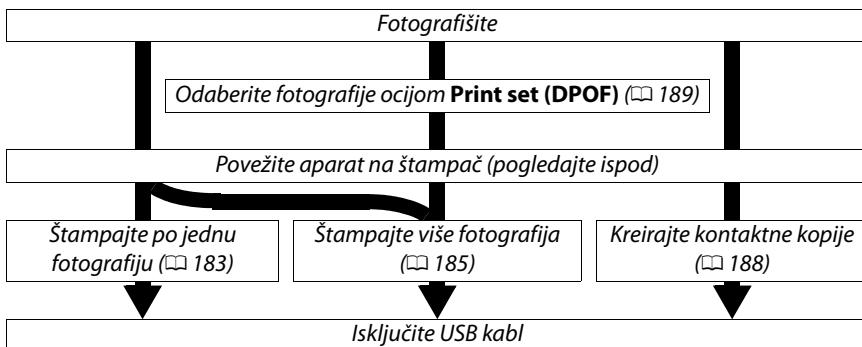 Fotografišite
Odaberite fotografije ocijom Print set (DPOF) (🕮 189)
Povežite aparat na štampač (pogledajte ispod)
Štampajte po jednu
fotografiju (🕮 183)
Štampajte više fotografija
(🕮 185)
Kreirajte kontaktne kopije
(🕮 188)
Isključite USB kabl